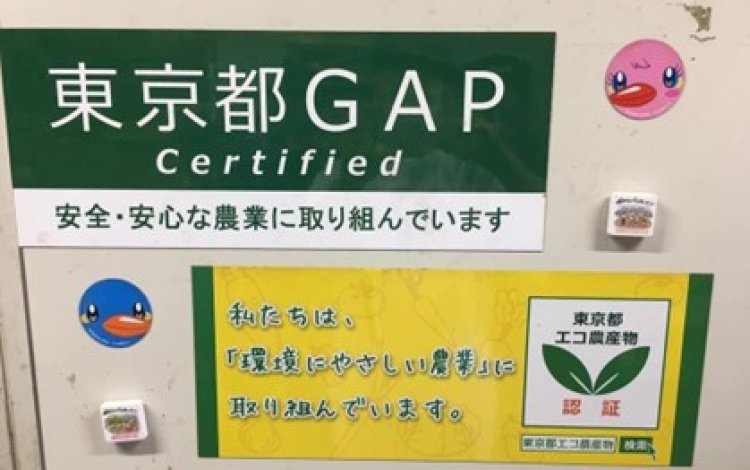 東京都GAP
Certified
安全・安心な農業に取り組んでいます
私たちは、
「環境にやさしい農業」に
取り組んでいます。
東京都
エコ農産物
認証
東京都エコ農産物 検索